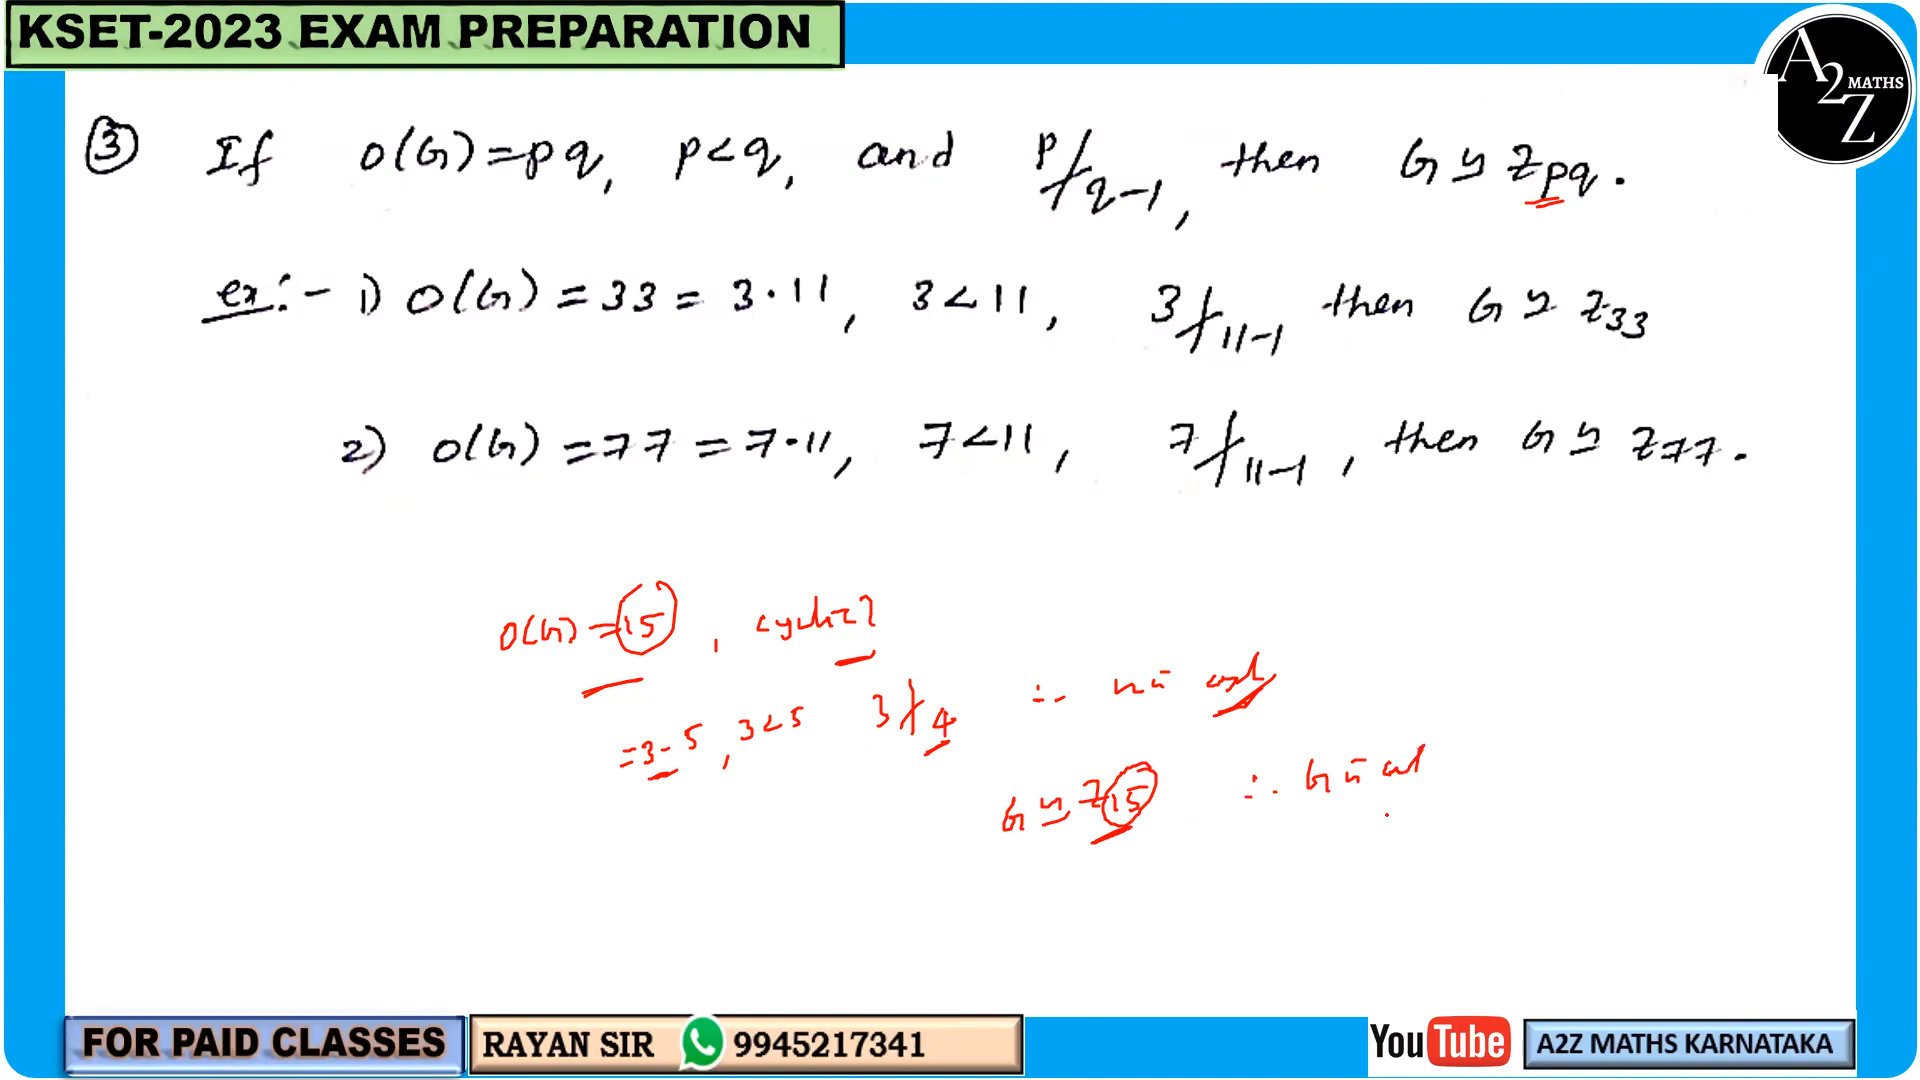 KSET-2023 EXAM PREPARATION
A2Z MATHS
③ If O(G)=pq, p<q, and p∤q-1, then G≅Zpq.
ex:- 1) O(G)=33=3·11, 3<11, 3∤11-1 then G≅Z33
2) O(G)=77=7·11, 7<11, 7∤11-1, then G≅Z77.
O(G)=15, cyclic?
=3·5, 3<5 3∤4 ∴
G≅Z15 ∴ G
FOR PAID CLASSES RAYAN SIR 9945217341 YouTube A2Z MATHS KARNATAKA